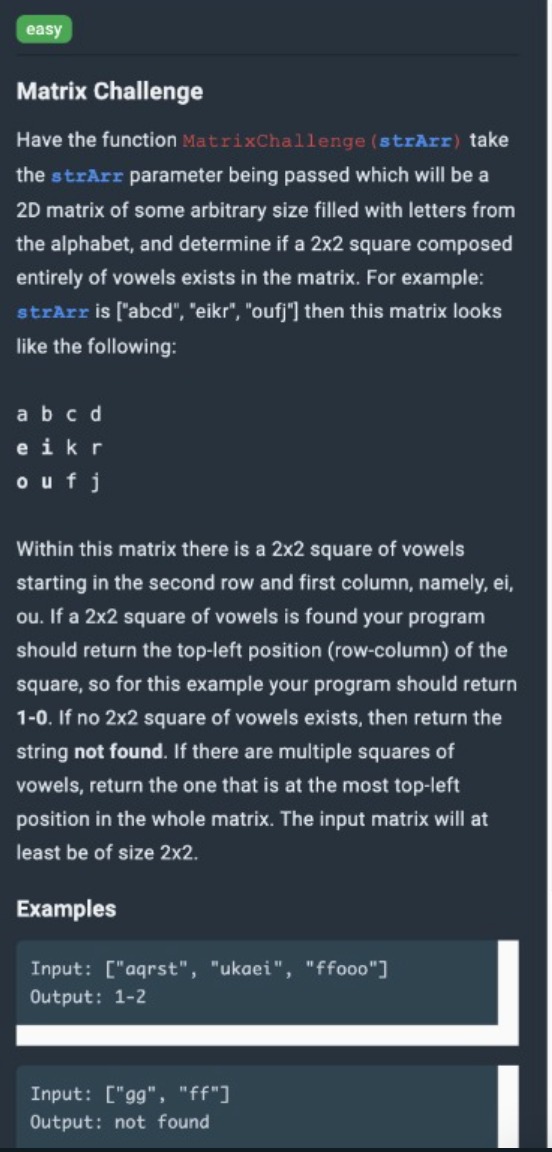 easy
Matrix Challenge
Have the function MatrixChallenge(strArr) take
the strArr parameter being passed which will be a
2D matrix of some arbitrary size filled with letters from
the alphabet, and determine if a 2x2 square composed
entirely of vowels exists in the matrix. For example:
strArr is ["abcd", "eikr", "oufj"] then this matrix looks
like the following:
a b c d
e i k r
o u f j
Within this matrix there is a 2x2 square of vowels
starting in the second row and first column, namely, ei,
ou. If a 2x2 square of vowels is found your program
should return the top-left position (row-column) of the
square, so for this example your program should return
1-0. If no 2x2 square of vowels exists, then return the
string not found. If there are multiple squares of
vowels, return the one that is at the most top-left
position in the whole matrix. The input matrix will at
least be of size 2x2.
Examples
Input: ["aqrst", "ukaei", "ffooo"]
Output: 1-2
Input: ["gg", "ff"]
Output: not found